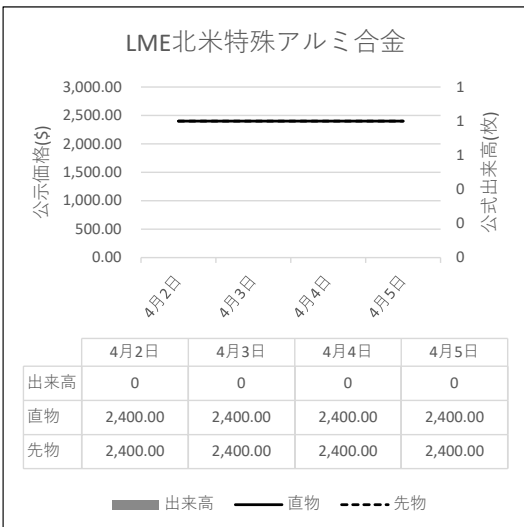 LME北米特殊アルミ合金
公示価格($)
3,000.00
2,500.00
2,000.00
1,500.00
1,000.00
500.00
0.00
1
1
1
0
0
0
公式出来高(枚)
4月2日 4月3日 4月4日 4月5日
4月2日 4月3日 4月4日 4月5日
出来高 0 0 0 0
直物 2,400.00 2,400.00 2,400.00 2,400.00
先物 2,400.00 2,400.00 2,400.00 2,400.00
出来高 直物 先物